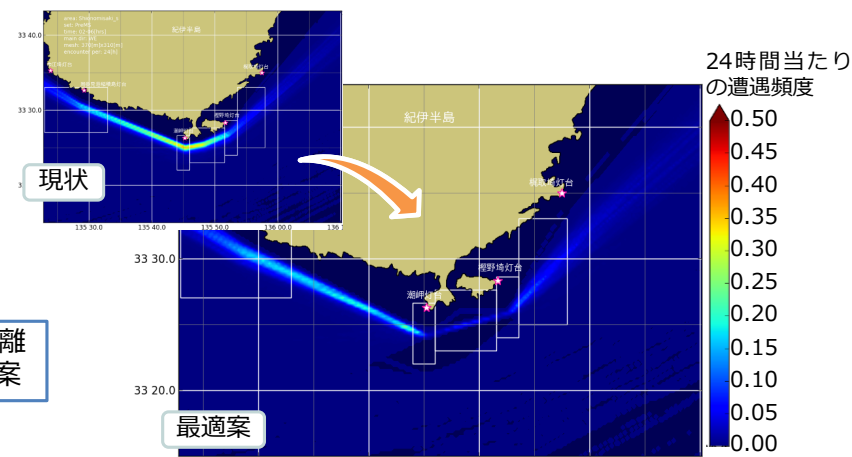 33 40.0
紀伊半島
潮岬灯台
33 30.0
135 30.0
135 40.0
135 50.0
136 00.0
現状
24時間当たり
の遭遇頻度
0.50
0.45
0.40
0.35
0.30
0.25
0.20
0.15
0.10
0.05
0.00
紀伊半島
樫野埼灯台
潮岬灯台
33 30.0
33 20.0
最適案
離
案